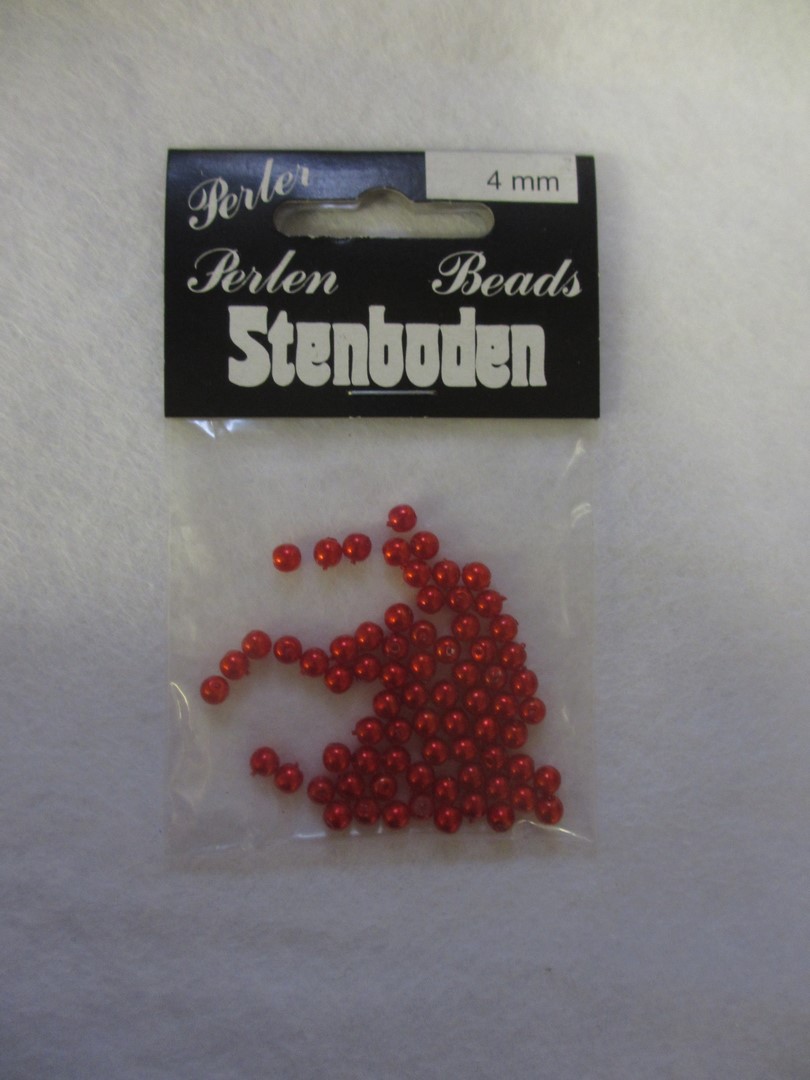 Perler
4 mm
Perlen Beads
Stenboden